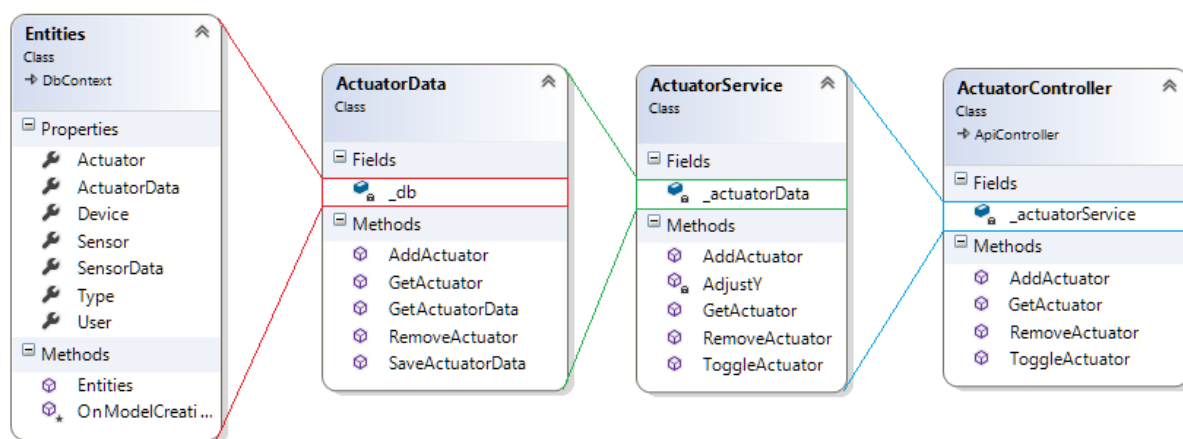 Entities
Class
DbContext
Properties
Actuator
ActuatorData
Device
Sensor
SensorData
Type
User
Methods
Entities
OnModelCreati...
ActuatorData
Class
Fields
_db
Methods
AddActuator
GetActuator
GetActuatorData
RemoveActuator
SaveActuatorData
ActuatorService
Class
Fields
_actuatorData
Methods
AddActuator
AdjustY
GetActuator
RemoveActuator
ToggleActuator
ActuatorController
Class
ApiController
Fields
_actuatorService
Methods
AddActuator
GetActuator
RemoveActuator
ToggleActuator